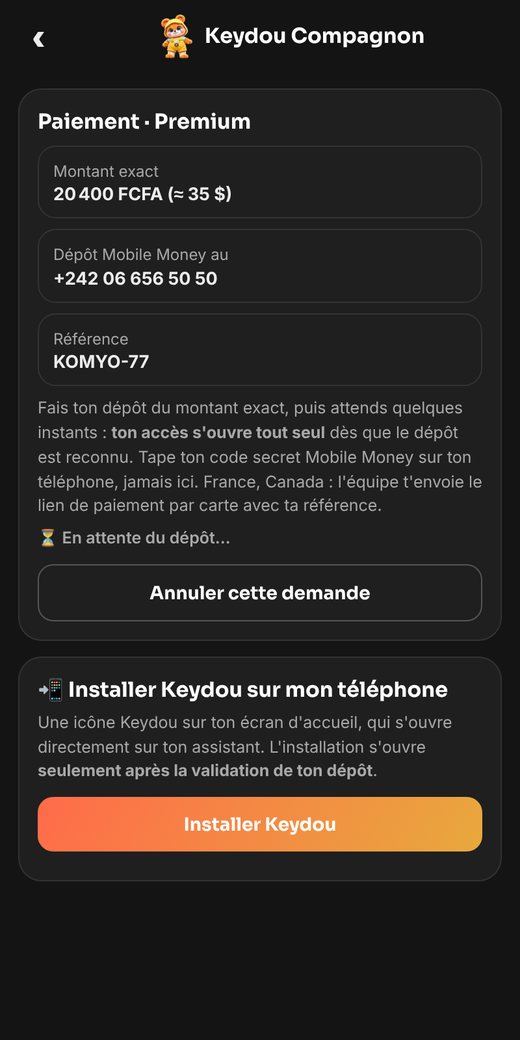 ‹
Keydou Compagnon
Paiement · Premium
Montant exact
20 400 FCFA (≈ 35 $)
Dépôt Mobile Money au
+242 06 656 50 50
Référence
KOMYO-77
Fais ton dépôt du montant exact, puis attends quelques
instants : ton accès s'ouvre tout seul dès que le dépôt
est reconnu. Tape ton code secret Mobile Money sur ton
téléphone, jamais ici. France, Canada : l'équipe t'envoie le
lien de paiement par carte avec ta référence.
⏳ En attente du dépôt...
Annuler cette demande
📲 Installer Keydou sur mon téléphone
Une icône Keydou sur ton écran d'accueil, qui s'ouvre
directement sur ton assistant. L'installation s'ouvre
seulement après la validation de ton dépôt.
Installer Keydou